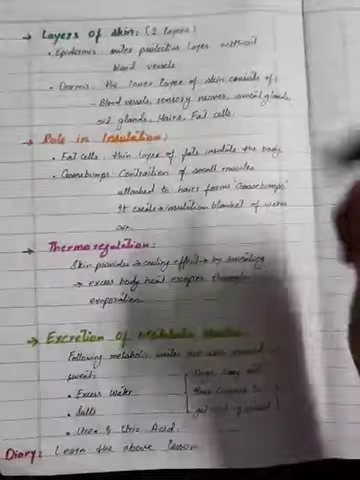 → Layers of skin: (2 layers)
• Epidermis: outer protective layer without
blood vessels
• Dermis: the inner layer of skin consists of:
- Blood vessels, sensory nerves, sweat glands,
oil glands, Hairs, Fat cells.
→ Role in Insulation:
• Fat cells: thin layer of fats insulate the body
• Goosebumps: Contraction of small muscles
attached to hairs forms 'Goosebumps'
It creates insulation blanket of warm
air.
→ Thermoregulation:
Skin provides → cooling effect → by sweating
→ excess body heat escapes through
evaporation
→ Excretion of Metabolic
Following metabolic wastes
sweat:
• Excess Water
• Salts
• Urea & Uric Acid.
Diary: Learn the above lesson